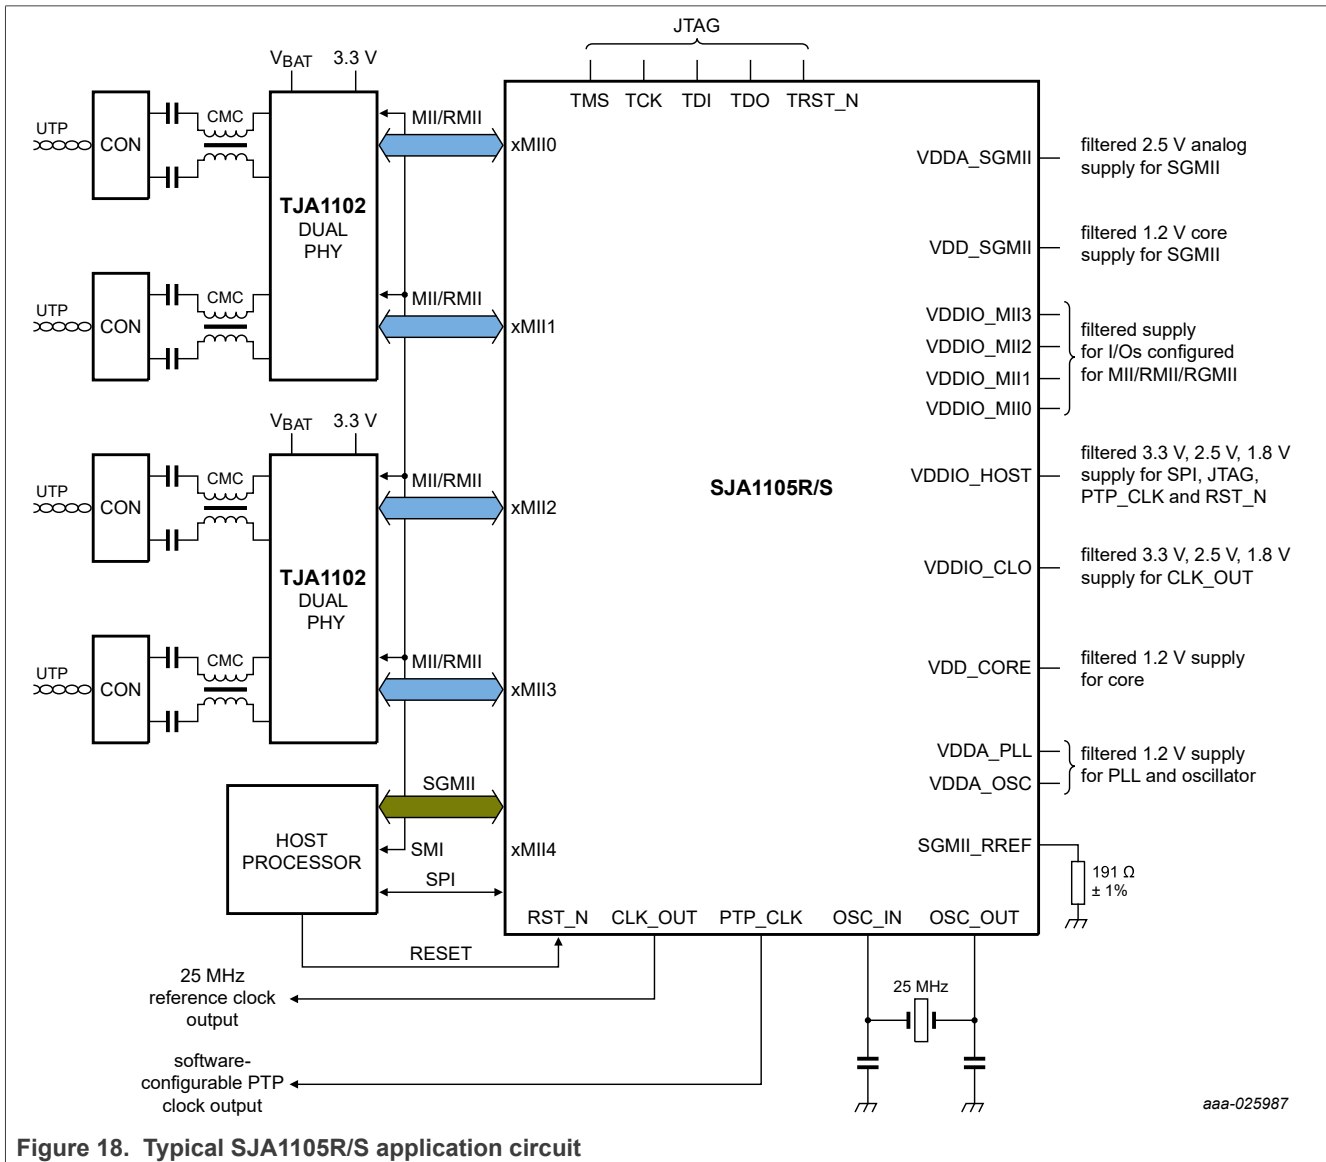 JTAG
VBAT
3.3 V
TMS
TCK
TDI
TDO
TRST_N
UTP
CON
CMC
TJA1102
DUAL
PHY
MII/RMII
xMII0
UTP
CON
CMC
MII/RMII
xMII1
VBAT
3.3 V
UTP
CON
CMC
TJA1102
DUAL
PHY
MII/RMII
xMII2
UTP
CON
CMC
MII/RMII
xMII3
HOST
PROCESSOR
SGMII
SMI
xMII4
SPI
RESET
SJA1105R/S
VDDA_SGMII
filtered 2.5 V analog
supply for SGMII
VDD_SGMII
filtered 1.2 V core
supply for SGMII
VDDIO_MII3
VDDIO_MII2
VDDIO_MII1
VDDIO_MII0
filtered supply
for I/Os configured
for MII/RMII/RGMII
VDDIO_HOST
filtered 3.3 V, 2.5 V, 1.8 V
supply for SPI, JTAG,
PTP_CLK and RST_N
VDDIO_CLO
filtered 3.3 V, 2.5 V, 1.8 V
supply for CLK_OUT
VDD_CORE
filtered 1.2 V supply
for core
VDDA_PLL
VDDA_OSC
filtered 1.2 V supply
for PLL and oscillator
SGMII_RREF
191 Ω
± 1%
RST_N
CLK_OUT
PTP_CLK
OSC_IN
OSC_OUT
25 MHz
reference clock
output
25 MHz
software-
configurable PTP
clock output
aaa-025987
Figure 18. Typical SJA1105R/S application circuit